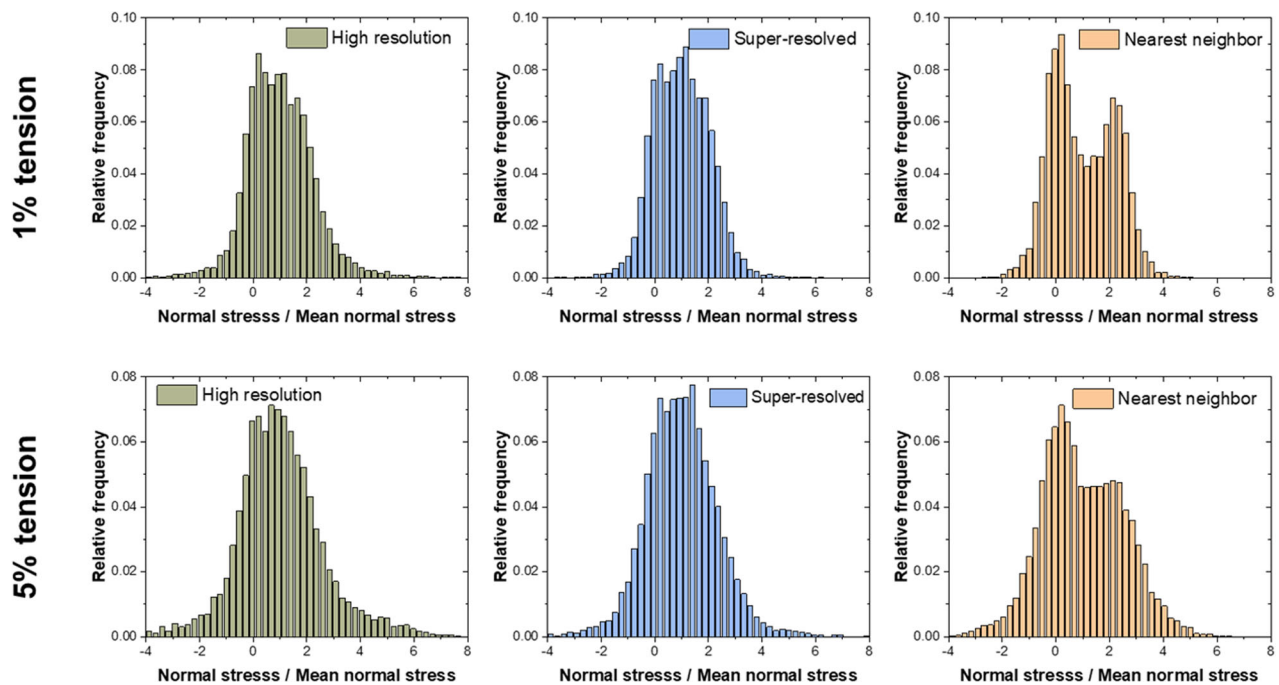 1% tension
0.10
0.08
0.06
0.04
0.02
0.00
Relative frequency
High resolution
-4 -2 0 2 4 6 8
Normal stresss / Mean normal stress
0.10
0.08
0.06
0.04
0.02
0.00
Relative frequency
Super-resolved
-4 -2 0 2 4 6 8
Normal stresss / Mean normal stress
0.10
0.08
0.06
0.04
0.02
0.00
Relative frequency
Nearest neighbor
-4 -2 0 2 4 6 8
Normal stresss / Mean normal stress
5% tension
0.08
0.06
0.04
0.02
0.00
Relative frequency
High resolution
-4 -2 0 2 4 6 8
Normal stresss / Mean normal stress
0.08
0.06
0.04
0.02
0.00
Relative frequency
Super-resolved
-4 -2 0 2 4 6 8
Normal stresss / Mean normal stress
0.08
0.06
0.04
0.02
0.00
Relative frequency
Nearest neighbor
-4 -2 0 2 4 6 8
Normal stresss / Mean normal stress